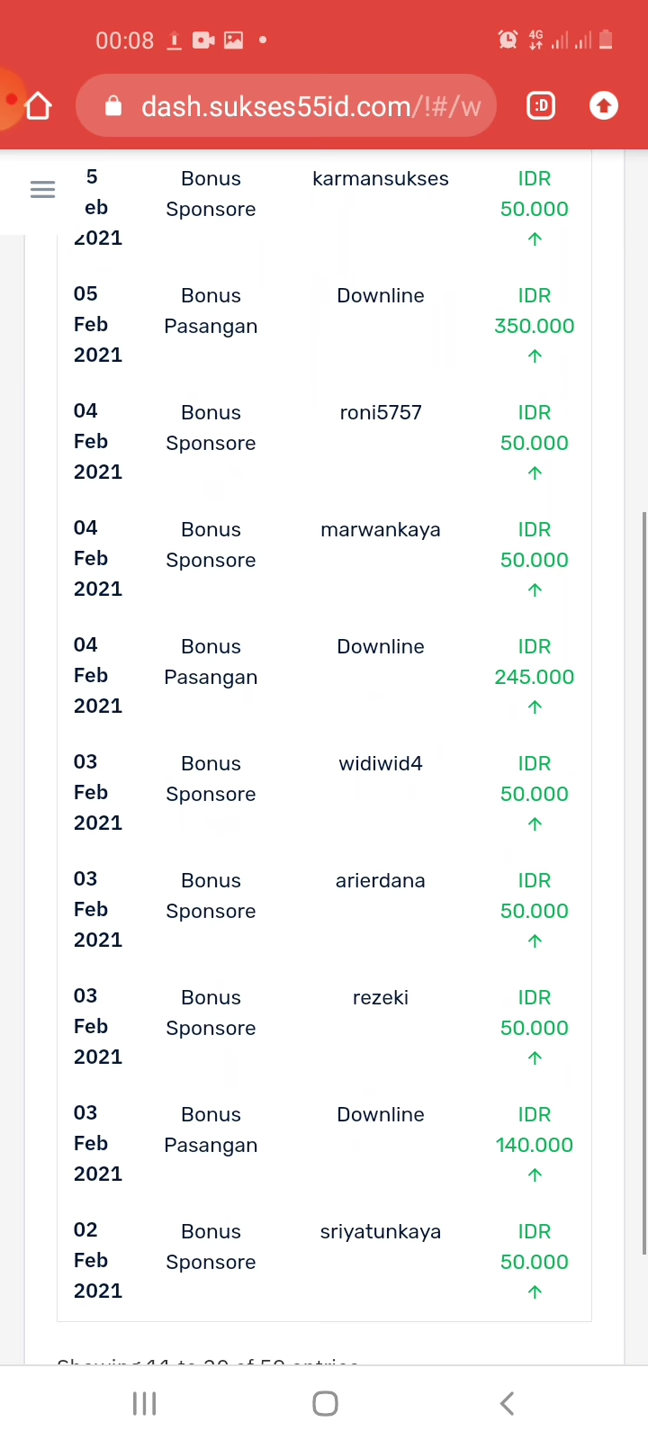 00:08
4G
dash.sukses55id.com/!#/w
:D
5 Bonus karmansukses IDR
eb Sponsore 50.000
2021 ↑
05 Bonus Downline IDR
Feb Pasangan 350.000
2021 ↑
04 Bonus roni5757 IDR
Feb Sponsore 50.000
2021 ↑
04 Bonus marwankaya IDR
Feb Sponsore 50.000
2021 ↑
04 Bonus Downline IDR
Feb Pasangan 245.000
2021 ↑
03 Bonus widiwid4 IDR
Feb Sponsore 50.000
2021 ↑
03 Bonus arierdana IDR
Feb Sponsore 50.000
2021 ↑
03 Bonus rezeki IDR
Feb Sponsore 50.000
2021 ↑
03 Bonus Downline IDR
Feb Pasangan 140.000
2021 ↑
02 Bonus sriyatunkaya IDR
Feb Sponsore 50.000
2021 ↑